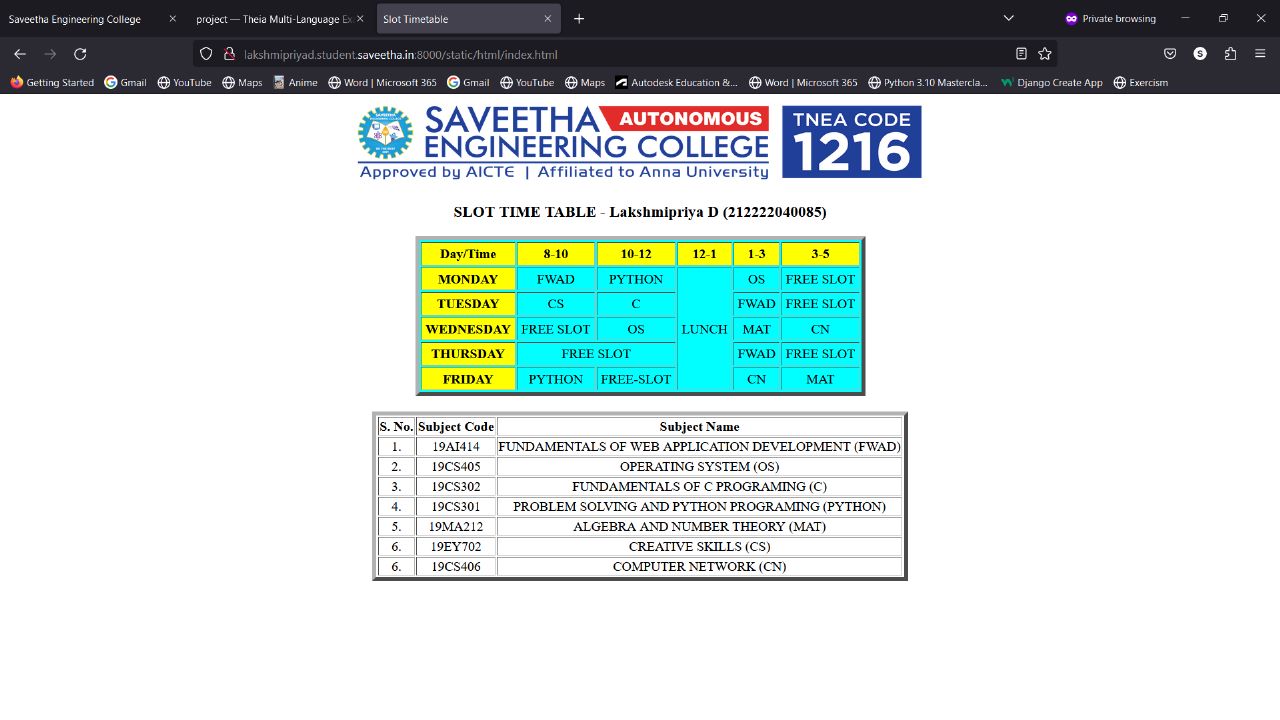 Saveetha Engineering College
project — Theia Multi-Language Ex
Slot Timetable
Private browsing
lakshmipriyad.student.saveetha.in:8000/static/html/index.html
Getting Started Gmail YouTube Maps Anime Word | Microsoft 365 Gmail YouTube Maps Autodesk Education &... Word | Microsoft 365 Python 3.10 Mastercla... Django Create App Exercism
SAVEETHA AUTONOMOUS
ENGINEERING COLLEGE
Approved by AICTE | Affiliated to Anna University
TNEA CODE
1216
SLOT TIME TABLE - Lakshmipriya D (212222040085)
Day/Time 8-10 10-12 12-1 1-3 3-5
MONDAY FWAD PYTHON OS FREE SLOT
TUESDAY CS C FWAD FREE SLOT
WEDNESDAY FREE SLOT OS LUNCH MAT CN
THURSDAY FREE SLOT FWAD FREE SLOT
FRIDAY PYTHON FREE-SLOT CN MAT
S. No. Subject Code Subject Name
1. 19AI414 FUNDAMENTALS OF WEB APPLICATION DEVELOPMENT (FWAD)
2. 19CS405 OPERATING SYSTEM (OS)
3. 19CS302 FUNDAMENTALS OF C PROGRAMING (C)
4. 19CS301 PROBLEM SOLVING AND PYTHON PROGRAMING (PYTHON)
5. 19MA212 ALGEBRA AND NUMBER THEORY (MAT)
6. 19EY702 CREATIVE SKILLS (CS)
6. 19CS406 COMPUTER NETWORK (CN)